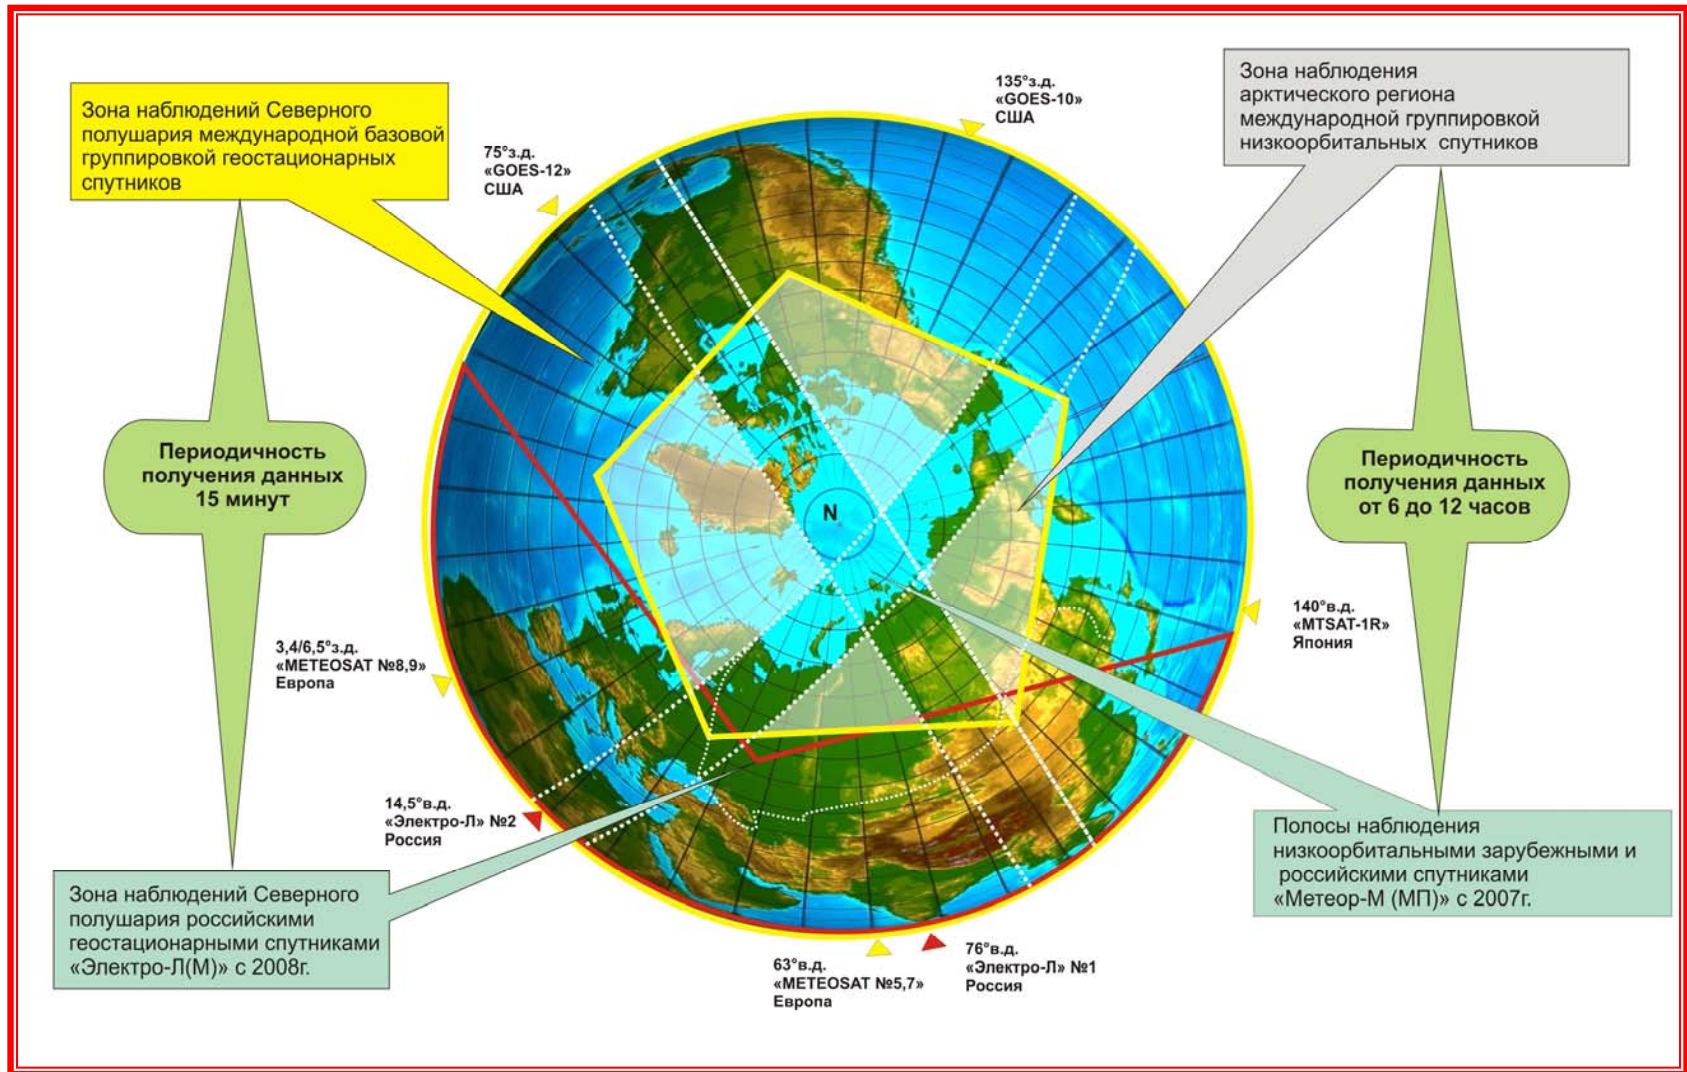 Зона наблюдений Северного
полушария международной базовой
группировкой геостационарных
спутников
75°з.д.
«GOES-12»
США
135°з.д.
«GOES-10»
США
Зона наблюдения
арктического региона
международной группировкой
низкоорбитальных спутников
Периодичность
получения данных
15 минут
N
Периодичность
получения данных
от 6 до 12 часов
3,4/6,5°з.д.
«METEOSAT №8,9»
Европа
140°в.д.
«MTSAT-1R»
Япония
14,5°в.д.
«Электро-Л» №2
Россия
Зона наблюдений Северного
полушария российскими
геостационарными спутниками
«Электро-Л(М)» с 2008г.
63°в.д.
«METEOSAT №5,7»
Европа
76°в.д.
«Электро-Л» №1
Россия
Полосы наблюдения
низкоорбитальными зарубежными и
российскими спутниками
«Метеор-М (МП)» с 2007г.